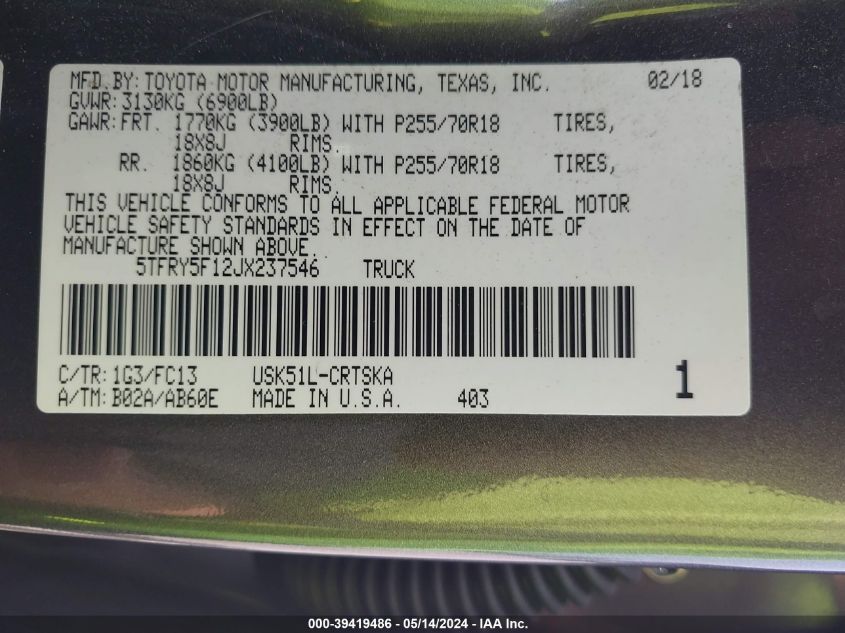 MFD. BY: TOYOTA MOTOR MANUFACTURING, TEXAS, INC. 02/18
GVWR: 3130KG (6900LB)
GAWR: FRT. 1770KG (3900LB) WITH P255/70R18 TIRES,
18X8J RIMS.
RR. 1860KG (4100LB) WITH P255/70R18 TIRES,
18X8J RIMS.
THIS VEHICLE CONFORMS TO ALL APPLICABLE FEDERAL MOTOR
VEHICLE SAFETY STANDARDS IN EFFECT ON THE DATE OF
MANUFACTURE SHOWN ABOVE.
5TFRY5F12JX237546 TRUCK
C/TR: 1G3/FC13 USK51L-CRTSKA
A/TM: B02A/AB60E MADE IN U.S.A. 403 1
000-39419486 - 05/14/2024 - IAA Inc.